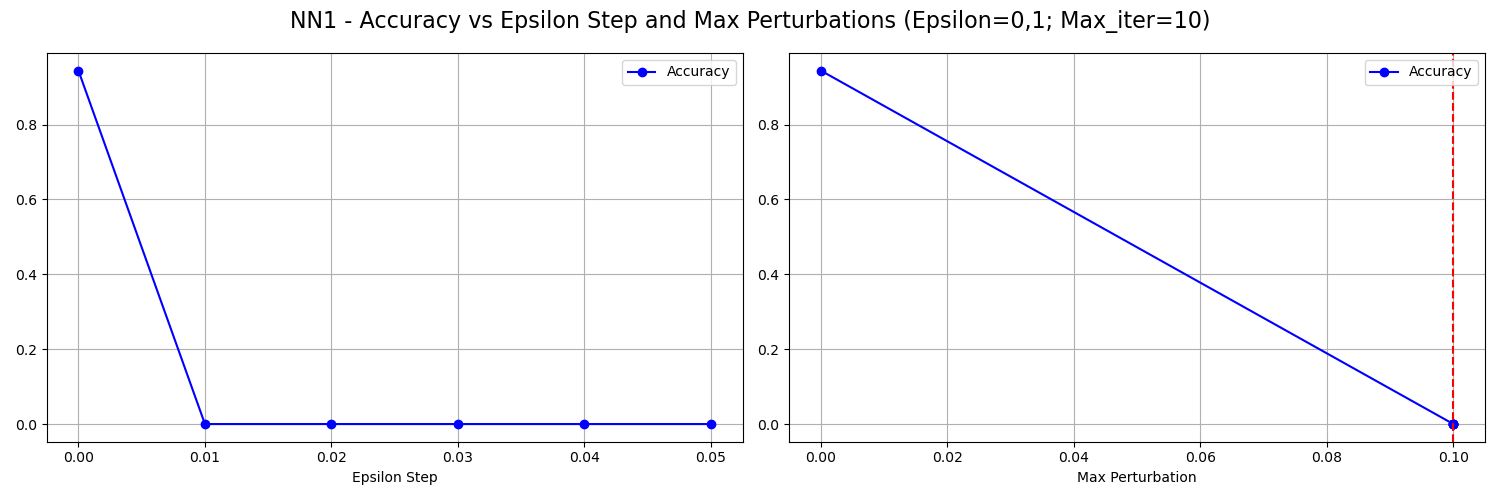 NN1 - Accuracy vs Epsilon Step and Max Perturbations (Epsilon=0,1; Max_iter=10)
Accuracy
0.8
0.6
0.4
0.2
0.0
0.00 0.01 0.02 0.03 0.04 0.05
Epsilon Step
Accuracy
0.8
0.6
0.4
0.2
0.0
0.00 0.02 0.04 0.06 0.08 0.10
Max Perturbation